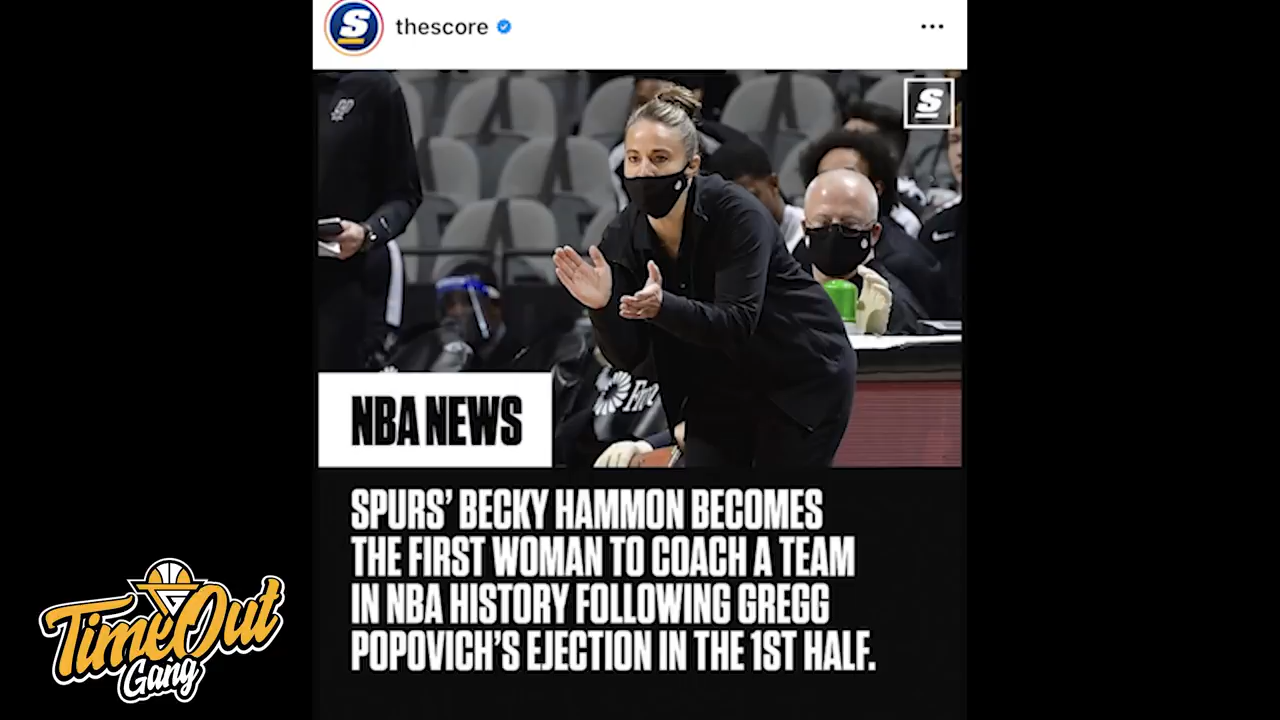 thescore
S
S
Fie
NBA NEWS
SPURS' BECKY HAMMON BECOMES
THE FIRST WOMAN TO COACH A TEAM
IN NBA HISTORY FOLLOWING GREGG
POPOVICH'S EJECTION IN THE 1ST HALF.
TimeOut
Gang